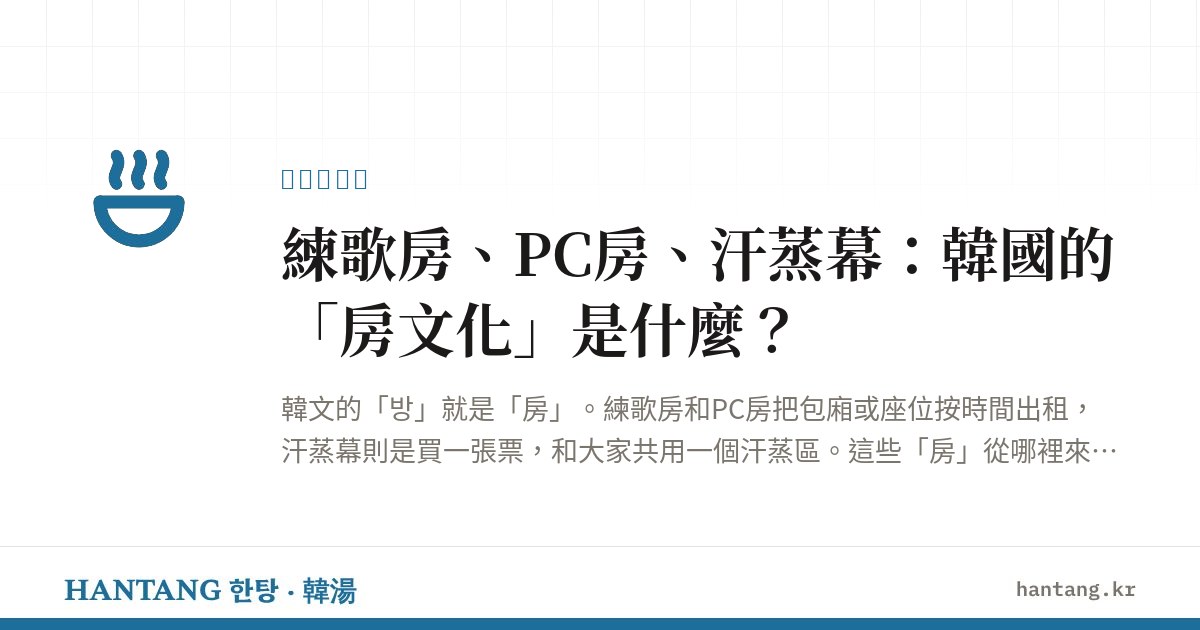 練歌房、PC房、汗蒸幕：韓國的
「房文化」是什麼？
韓文的「방」就是「房」。練歌房和PC房把包廂或座位按時間出租，
汗蒸幕則是買一張票，和大家共用一個汗蒸區。這些「房」從哪裡來…
HANTANG 한탕 · 韓湯
hantang.kr